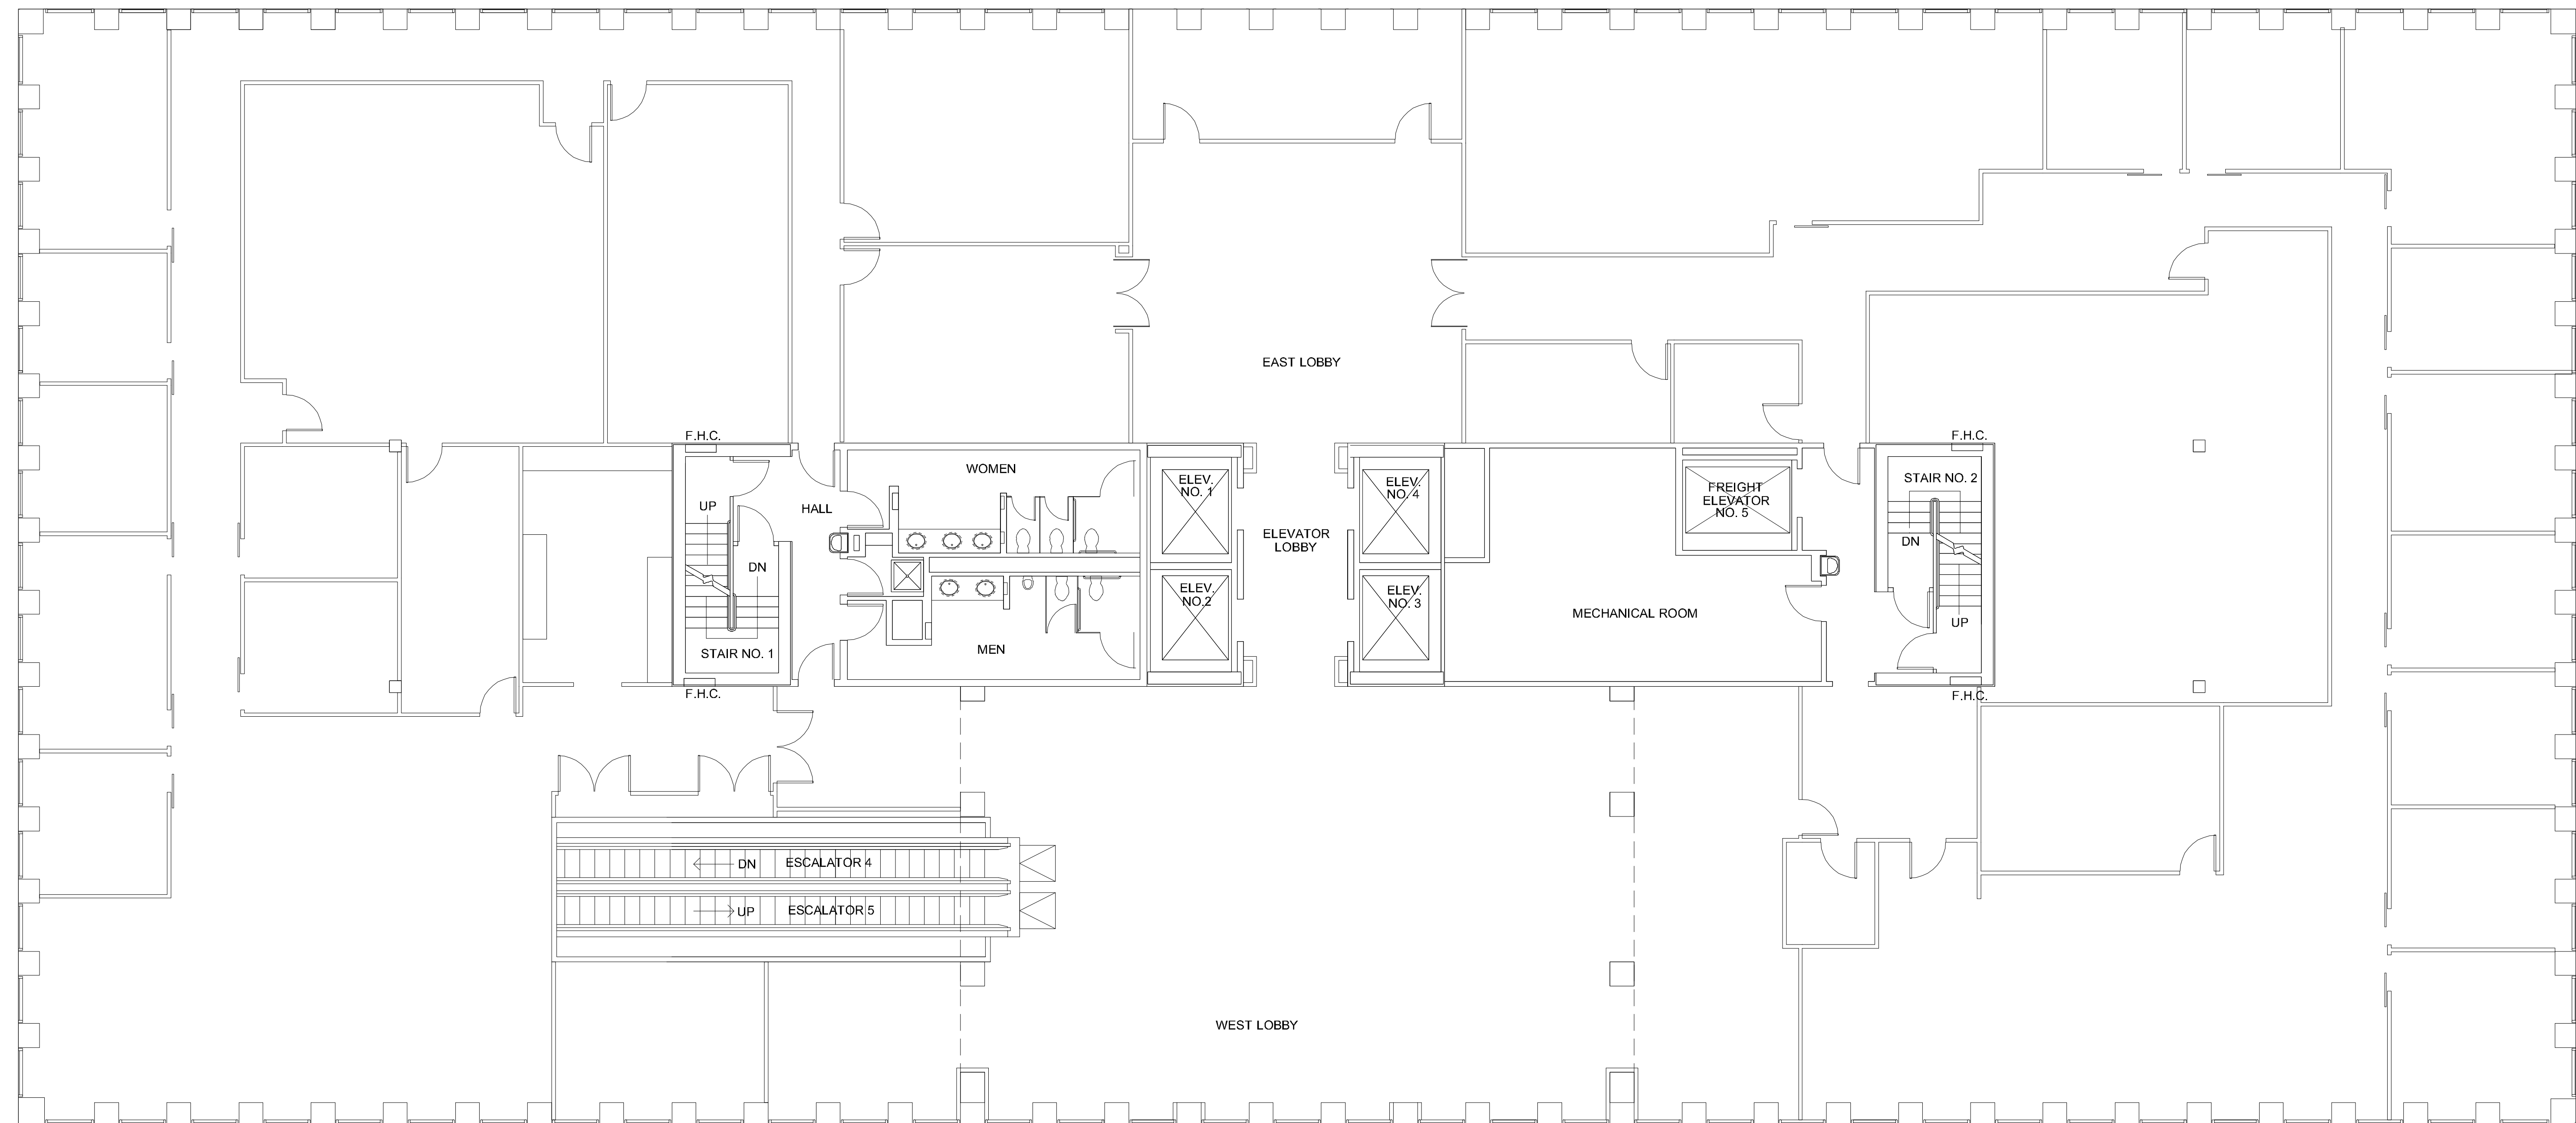 EAST LOBBY
F.H.C.
F.H.C.
WOMEN
ELEV.
NO. 1
ELEV.
NO. 4
FREIGHT
ELEVATOR
NO. 5
STAIR NO. 2
UP
HALL
ELEVATOR
LOBBY
DN
DN
ELEV.
NO.2
ELEV.
NO. 3
MECHANICAL ROOM
UP
STAIR NO. 1
MEN
F.H.C.
F.H.C.
DN
ESCALATOR 4
UP
ESCALATOR 5
WEST LOBBY